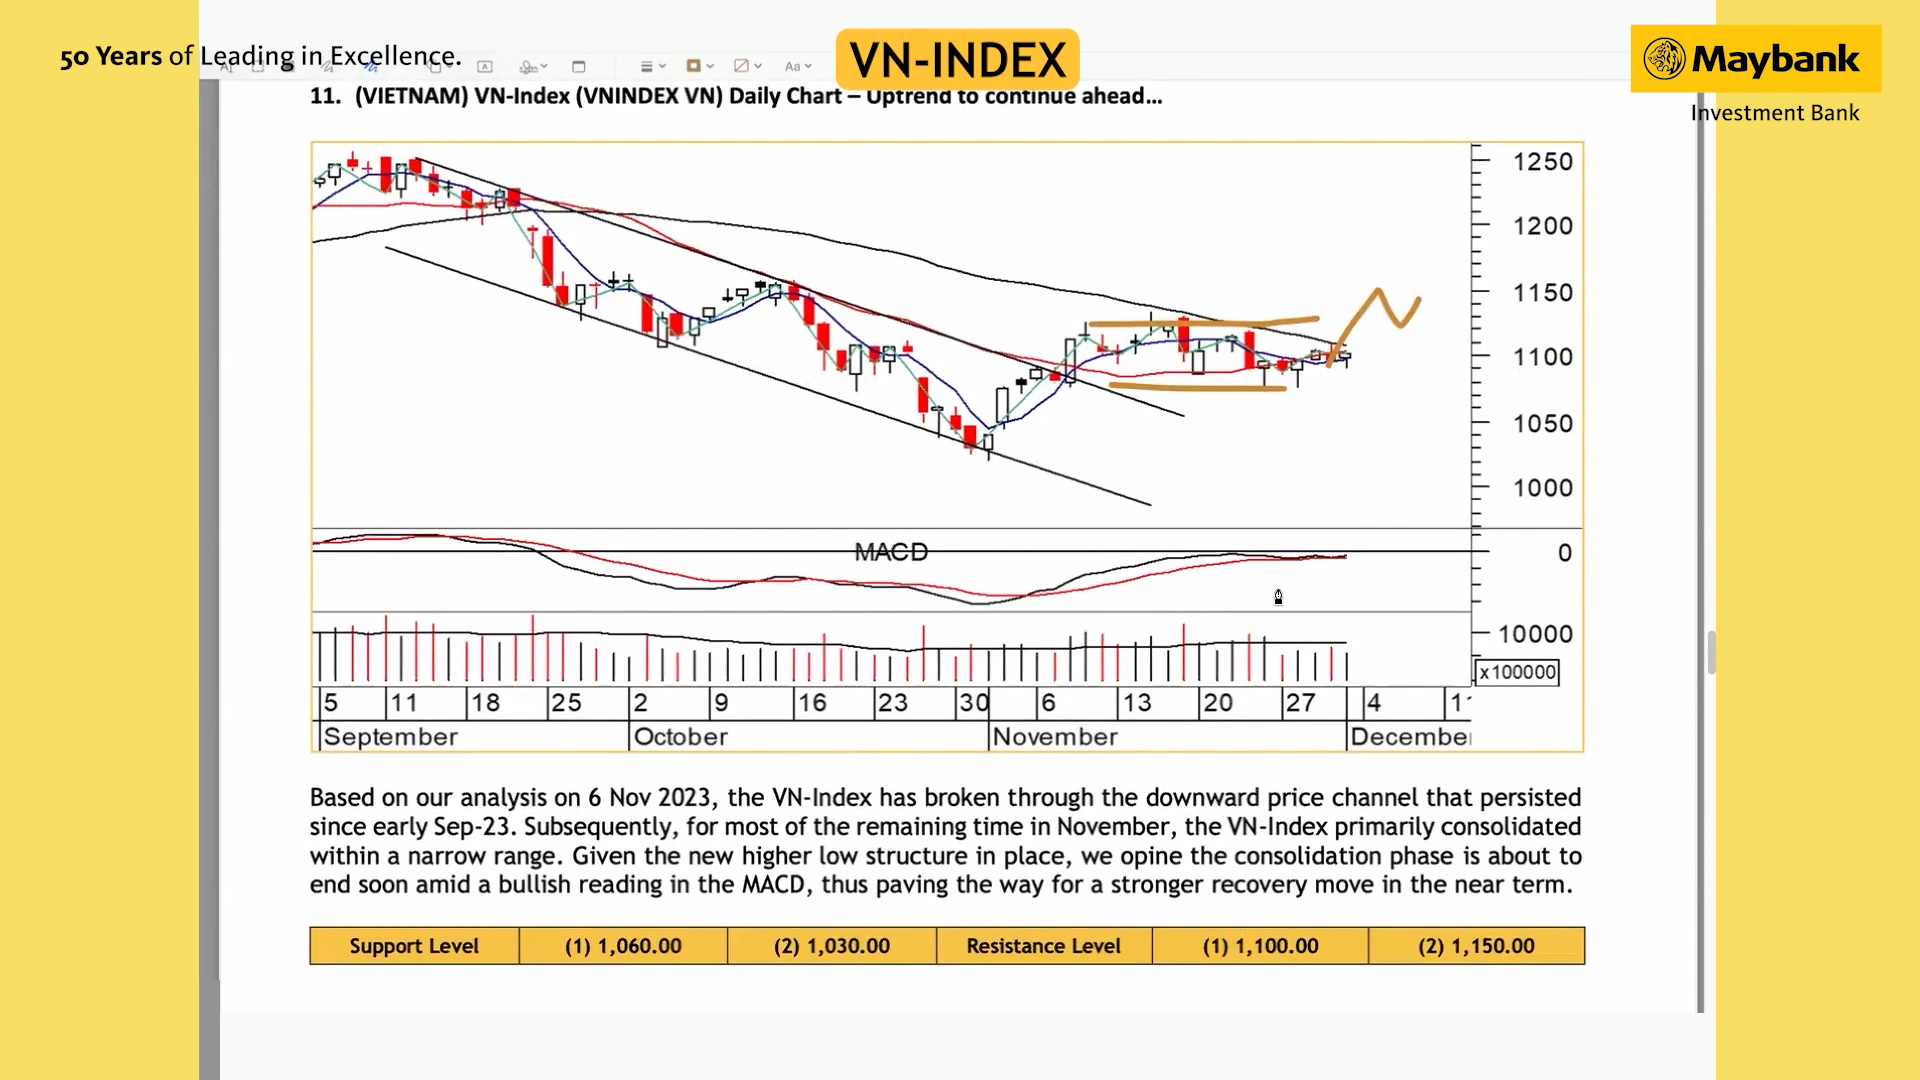 50 Years of Leading in Excellence.
VN-INDEX
Maybank
Investment Bank
A
Aa
11. (VIETNAM) VN-Index (VNINDEX VN) Daily Chart – Uptrend to continue ahead...
1250
1200
1150
1100
1050
1000
MACD
0
10000
x100000
5 11 18 25 2 9 16 23 30 6 13 20 27 4
September October November
Based on our analysis on 6 Nov 2023, the VN-Index has broken through the downward price channel that persisted
since early Sep-23. Subsequently, for most of the remaining time in November, the VN-Index primarily consolidated
within a narrow range. Given the new higher low structure in place, we opine the consolidation phase is about to
end soon amid a bullish reading in the MACD, thus paving the way for a stronger recovery move in the near term.
Support Level (1) 1,060.00 (2) 1,030.00 Resistance Level (1) 1,100.00 (2) 1,150.00